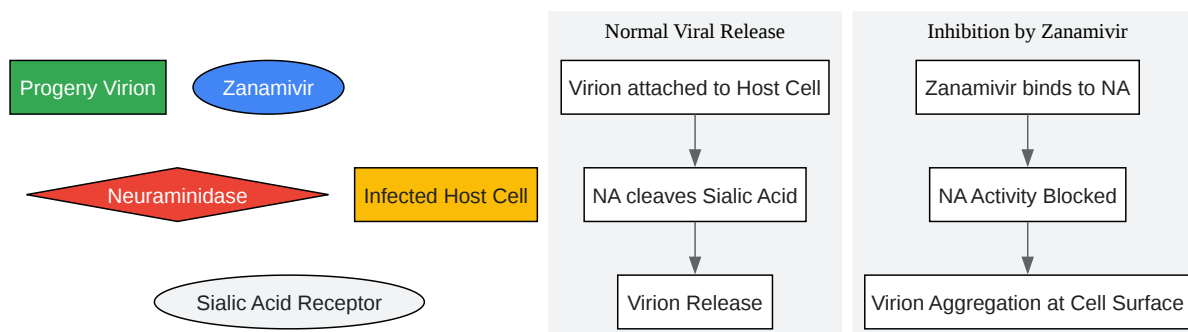 Progeny Virion
Zanamivir
Neuraminidase
Infected Host Cell
Sialic Acid Receptor
Normal Viral Release
Virion attached to Host Cell
NA cleaves Sialic Acid
Virion Release
Inhibition by Zanamivir
Zanamivir binds to NA
NA Activity Blocked
Virion Aggregation at Cell Surface